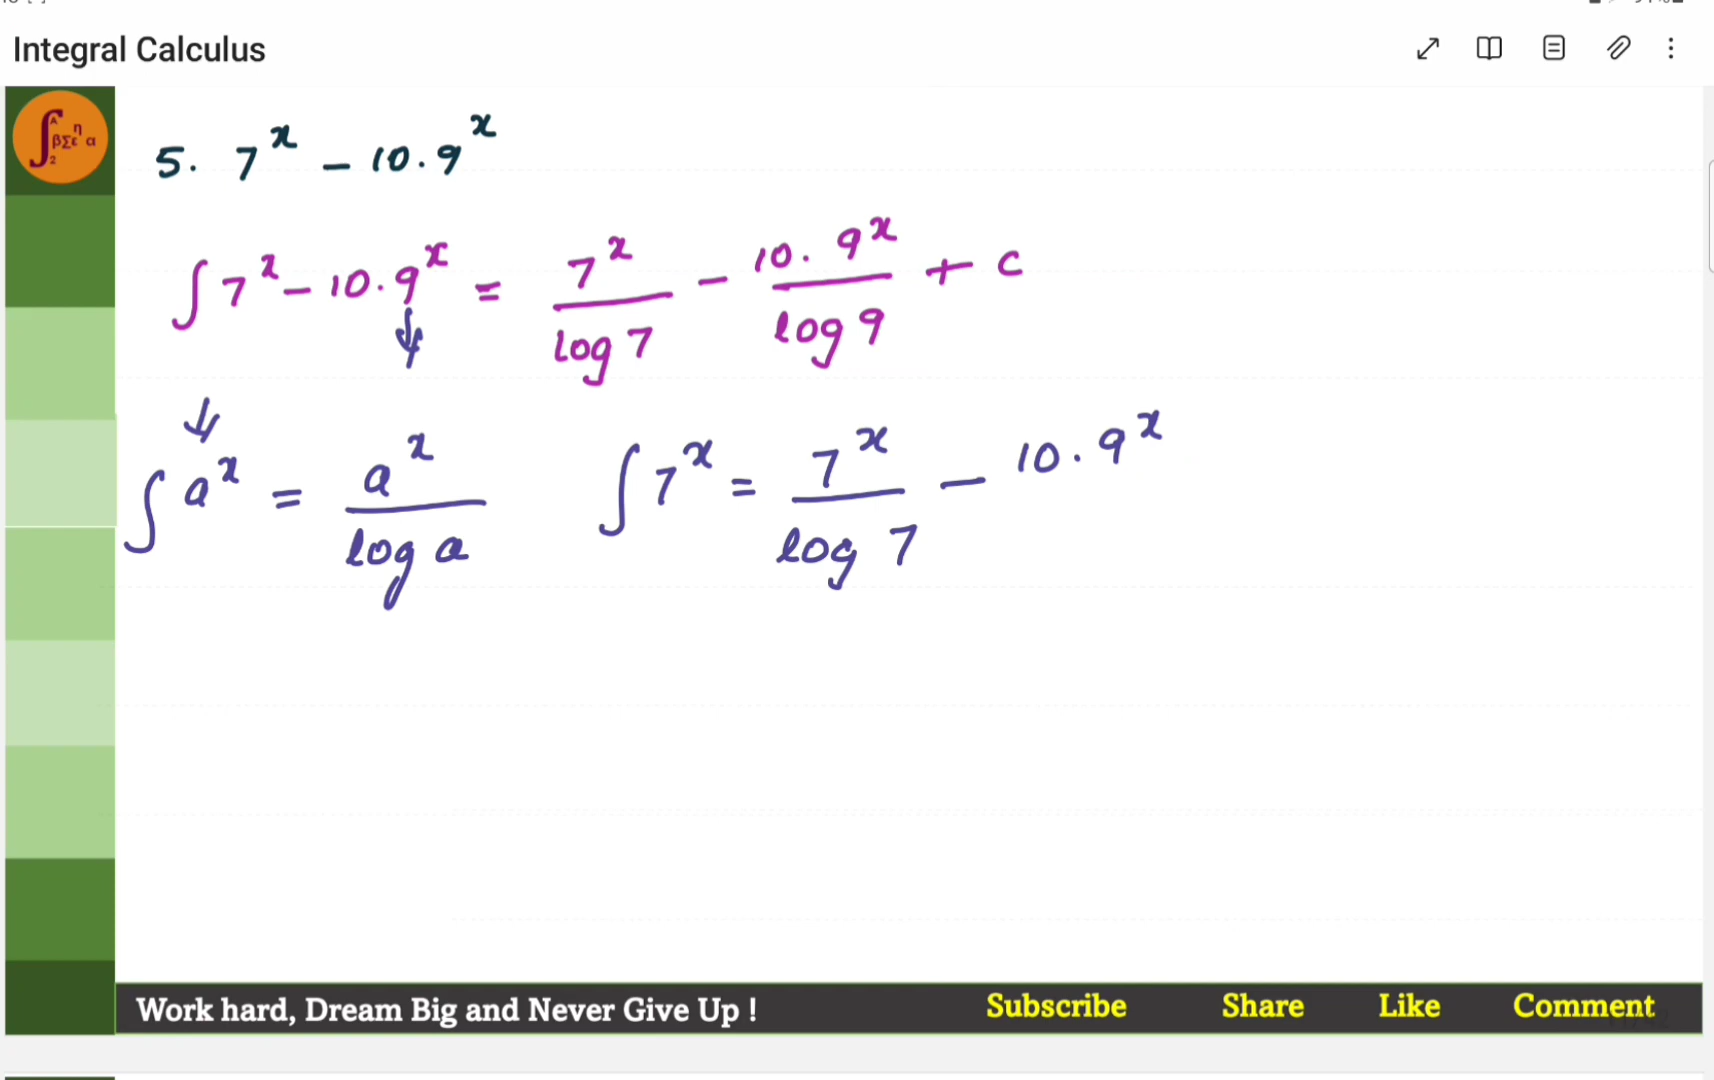 Integral Calculus
5. 7^x - 10.9^x
∫ 7^x - 10.9^x = 7^x / log 7 - 10.9^x / log 9 + c
∫ a^x = a^x / log a    ∫ 7^x = 7^x / log 7 - 10.9^x
Work hard, Dream Big and Never Give Up ! Subscribe Share Like Comment